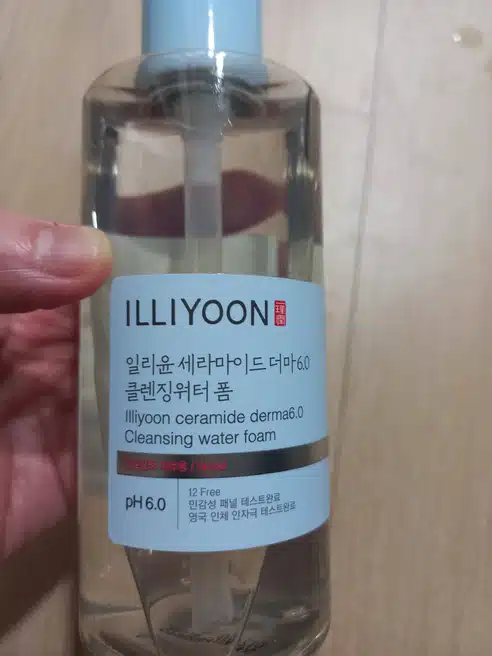 ILLIYOON
일리윤 세라마이드 더마6.0
클렌징워터 폼
Illiyoon ceramide derma6.0
Cleansing water foam
pH 6.0
12 Free
민감성 패널 테스트완료
영국 인체 인자극 테스트완료